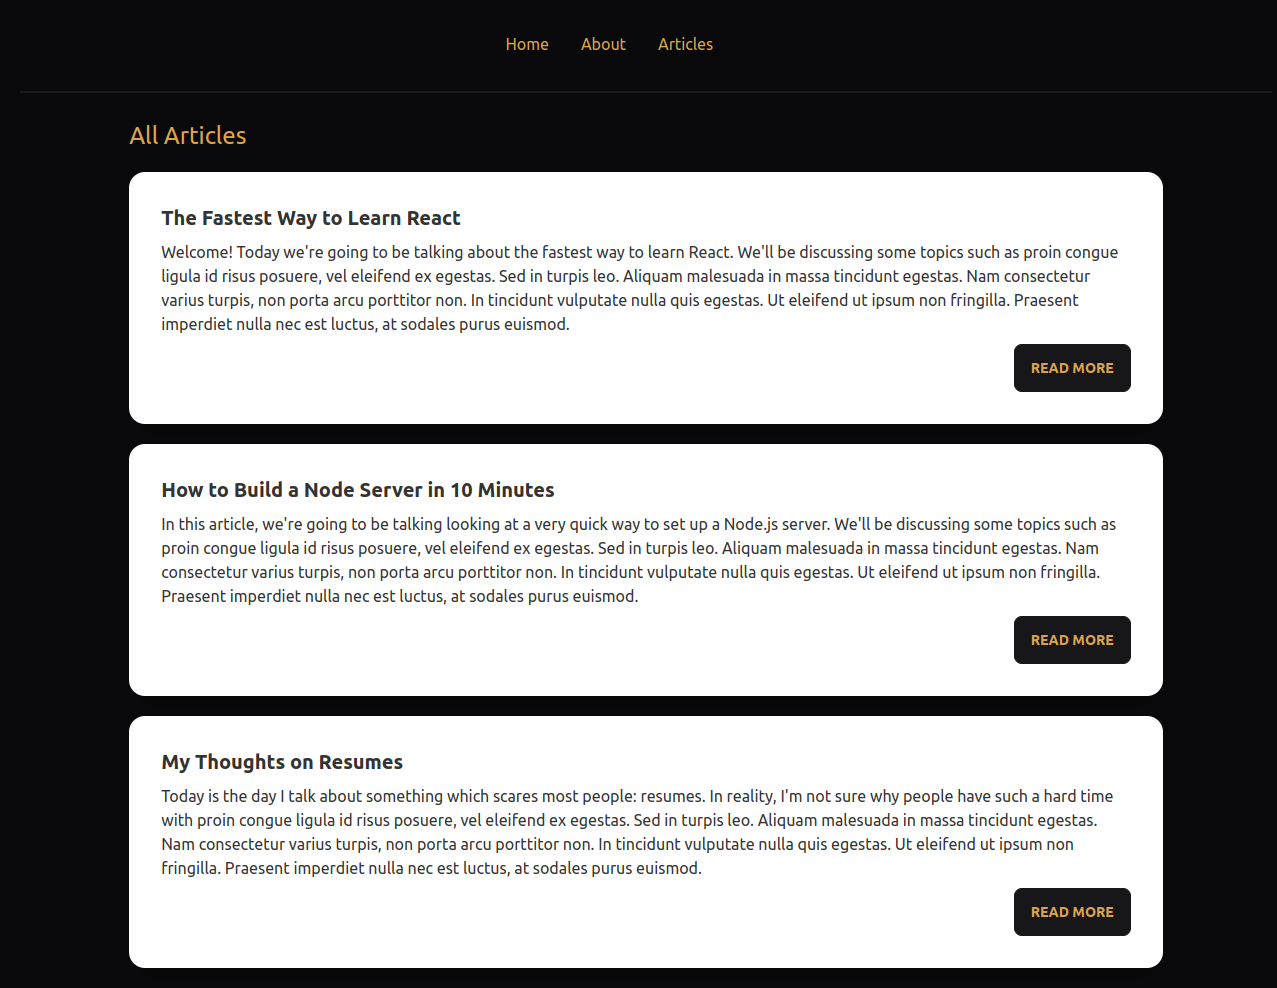 Home About Articles
All Articles
The Fastest Way to Learn React
Welcome! Today we're going to be talking about the fastest way to learn React. We'll be discussing some topics such as proin congue
ligula id risus posuere, vel eleifend ex egestas. Sed in turpis leo. Aliquam malesuada in massa tincidunt egestas. Nam consectetur
varius turpis, non porta arcu porttitor non. In tincidunt vulputate nulla quis egestas. Ut eleifend ut ipsum non fringilla. Praesent
imperdiet nulla nec est luctus, at sodales purus euismod.
READ MORE
How to Build a Node Server in 10 Minutes
In this article, we're going to be talking looking at a very quick way to set up a Node.js server. We'll be discussing some topics such as
proin congue ligula id risus posuere, vel eleifend ex egestas. Sed in turpis leo. Aliquam malesuada in massa tincidunt egestas. Nam
consectetur varius turpis, non porta arcu porttitor non. In tincidunt vulputate nulla quis egestas. Ut eleifend ut ipsum non fringilla.
Praesent imperdiet nulla nec est luctus, at sodales purus euismod.
READ MORE
My Thoughts on Resumes
Today is the day I talk about something which scares most people: resumes. In reality, I'm not sure why people have such a hard time
with proin congue ligula id risus posuere, vel eleifend ex egestas. Sed in turpis leo. Aliquam malesuada in massa tincidunt egestas.
Nam consectetur varius turpis, non porta arcu porttitor non. In tincidunt vulputate nulla quis egestas. Ut eleifend ut ipsum non
fringilla. Praesent imperdiet nulla nec est luctus, at sodales purus euismod.
READ MORE